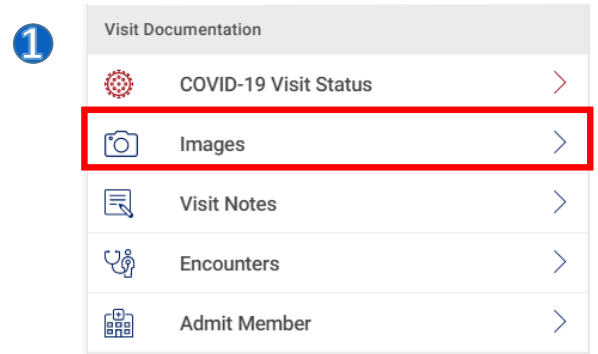 1
Visit Documentation
COVID-19 Visit Status
Images
Visit Notes
Encounters
Admit Member